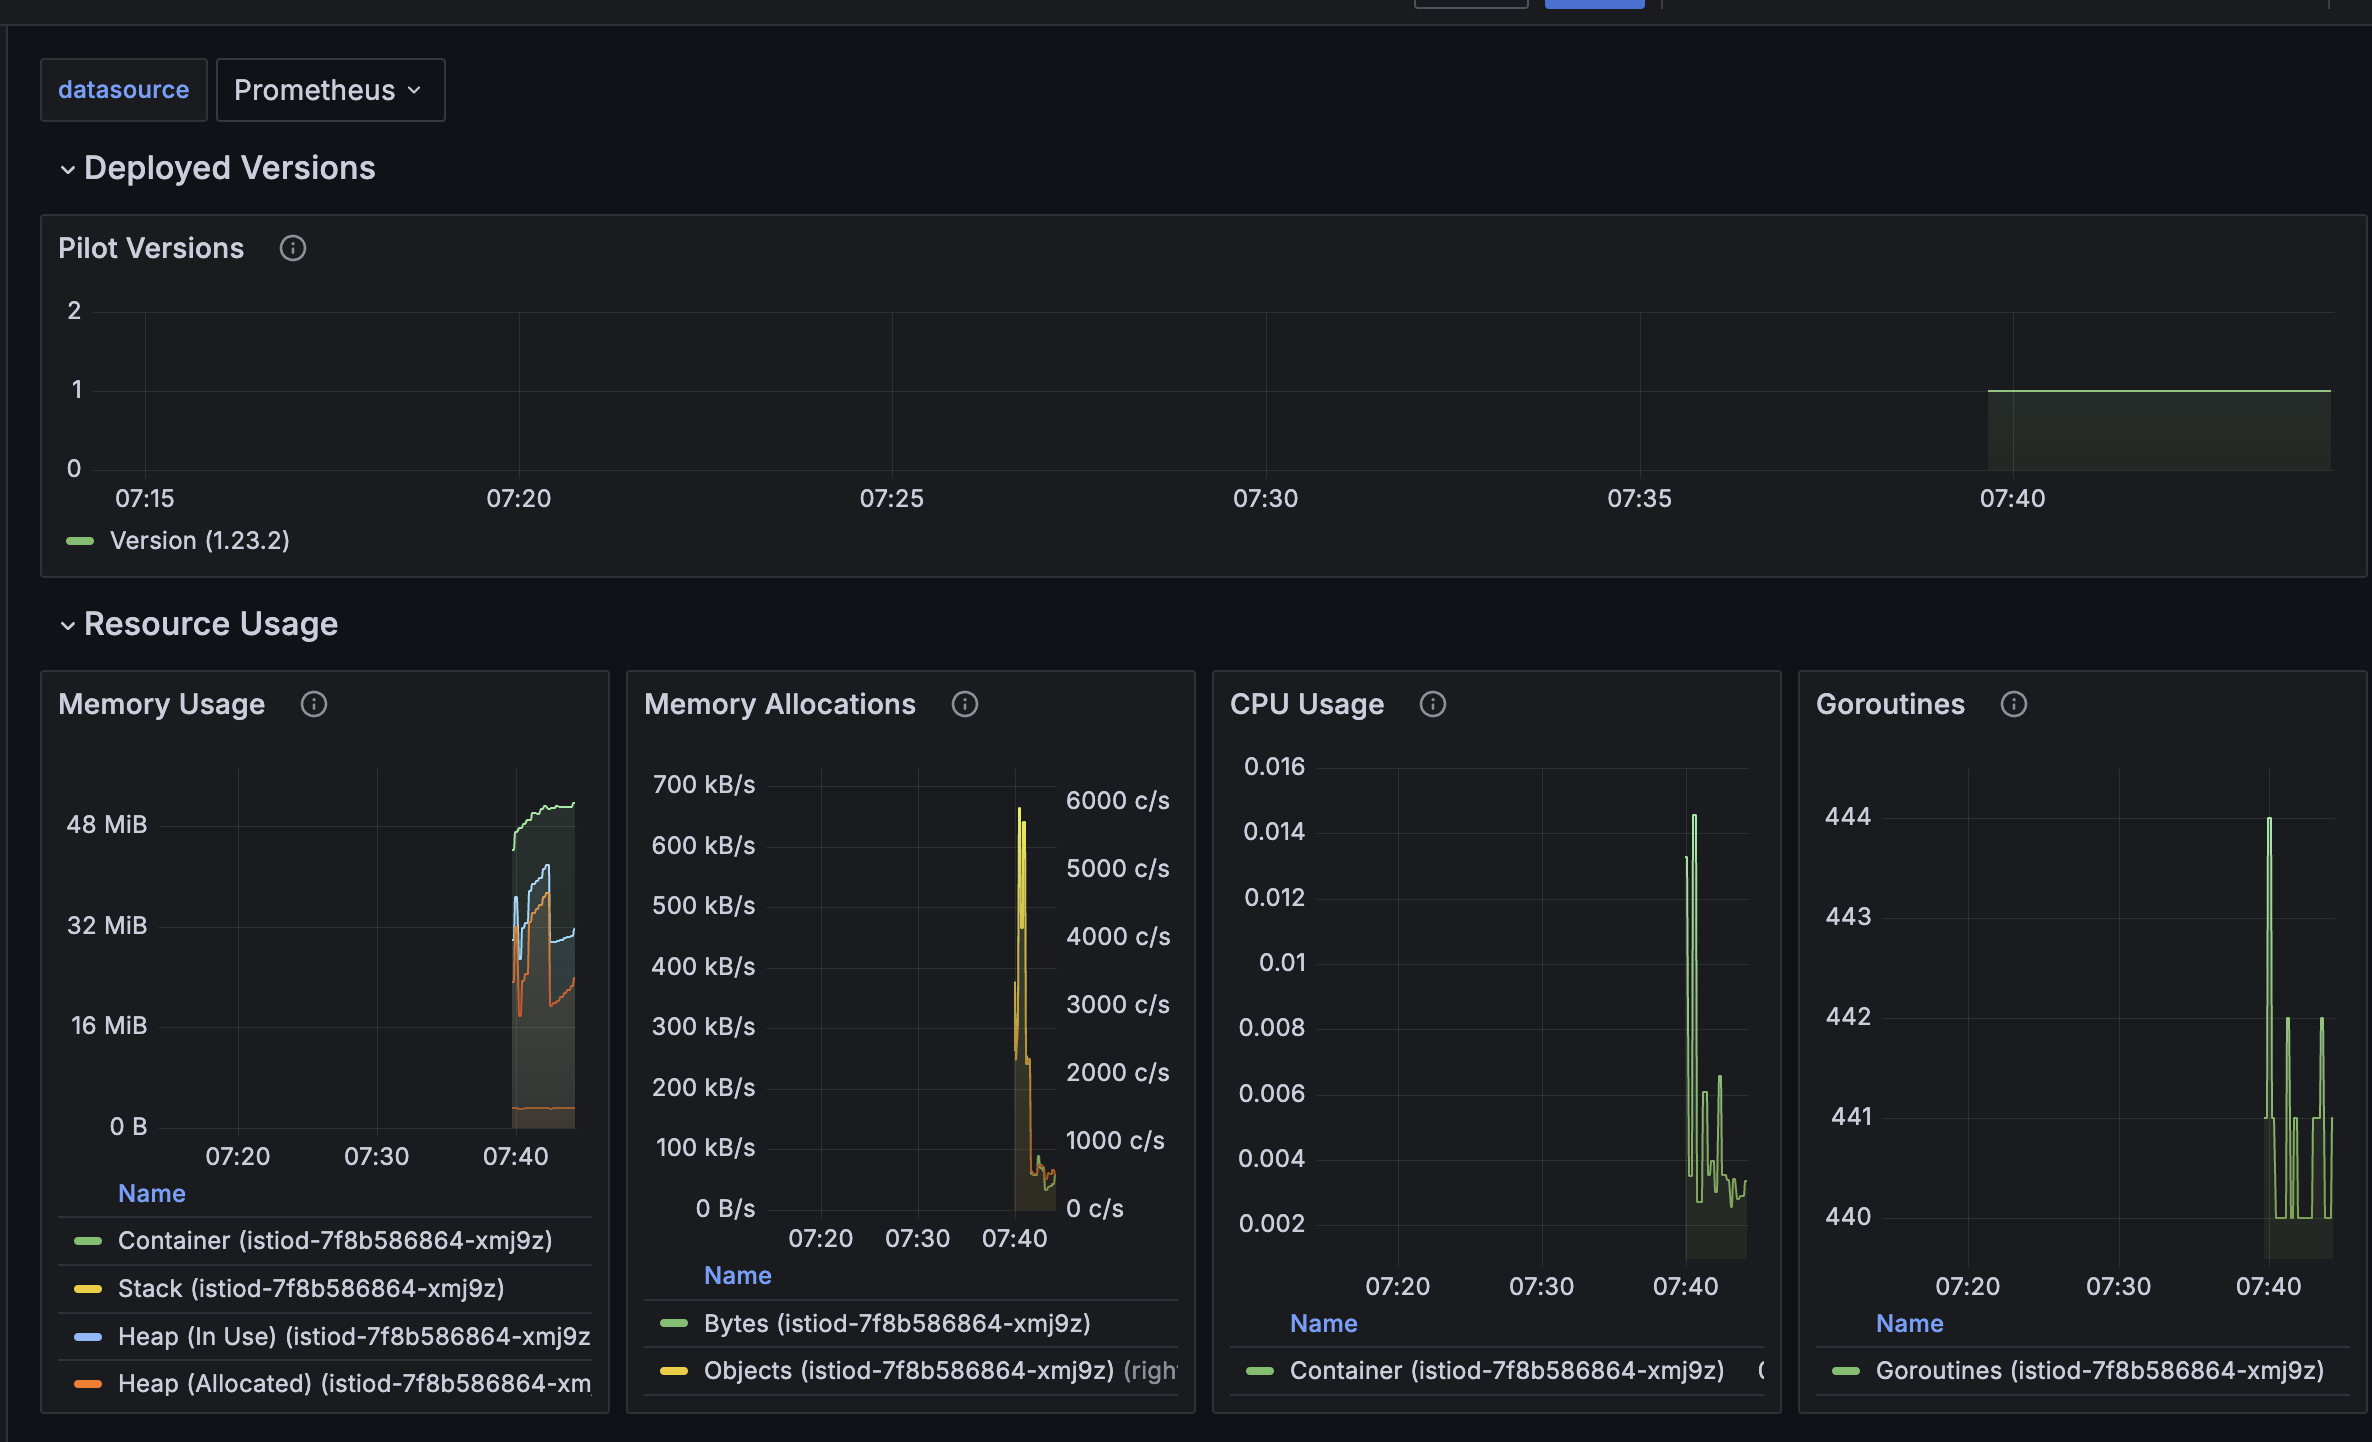 datasource Prometheus
Deployed Versions
Pilot Versions
2
1
0
07:15 07:20 07:25 07:30 07:35 07:40
Version (1.23.2)
Resource Usage
Memory Usage
48 MiB
32 MiB
16 MiB
0 B
07:20 07:30 07:40
Name
Container (istiod-7f8b586864-xmj9z)
Stack (istiod-7f8b586864-xmj9z)
Heap (In Use) (istiod-7f8b586864-xmj9z
Heap (Allocated) (istiod-7f8b586864-xm
Memory Allocations
700 kB/s
600 kB/s
500 kB/s
400 kB/s
300 kB/s
200 kB/s
100 kB/s
0 B/s
6000 c/s
5000 c/s
4000 c/s
3000 c/s
2000 c/s
1000 c/s
0 c/s
07:20 07:30 07:40
Name
Bytes (istiod-7f8b586864-xmj9z)
Objects (istiod-7f8b586864-xmj9z) (righ
CPU Usage
0.016
0.014
0.012
0.01
0.008
0.006
0.004
0.002
07:20 07:30 07:40
Name
Container (istiod-7f8b586864-xmj9z)
Goroutines
444
443
442
441
440
07:20 07:30 07:40
Name
Goroutines (istiod-7f8b586864-xmj9z)